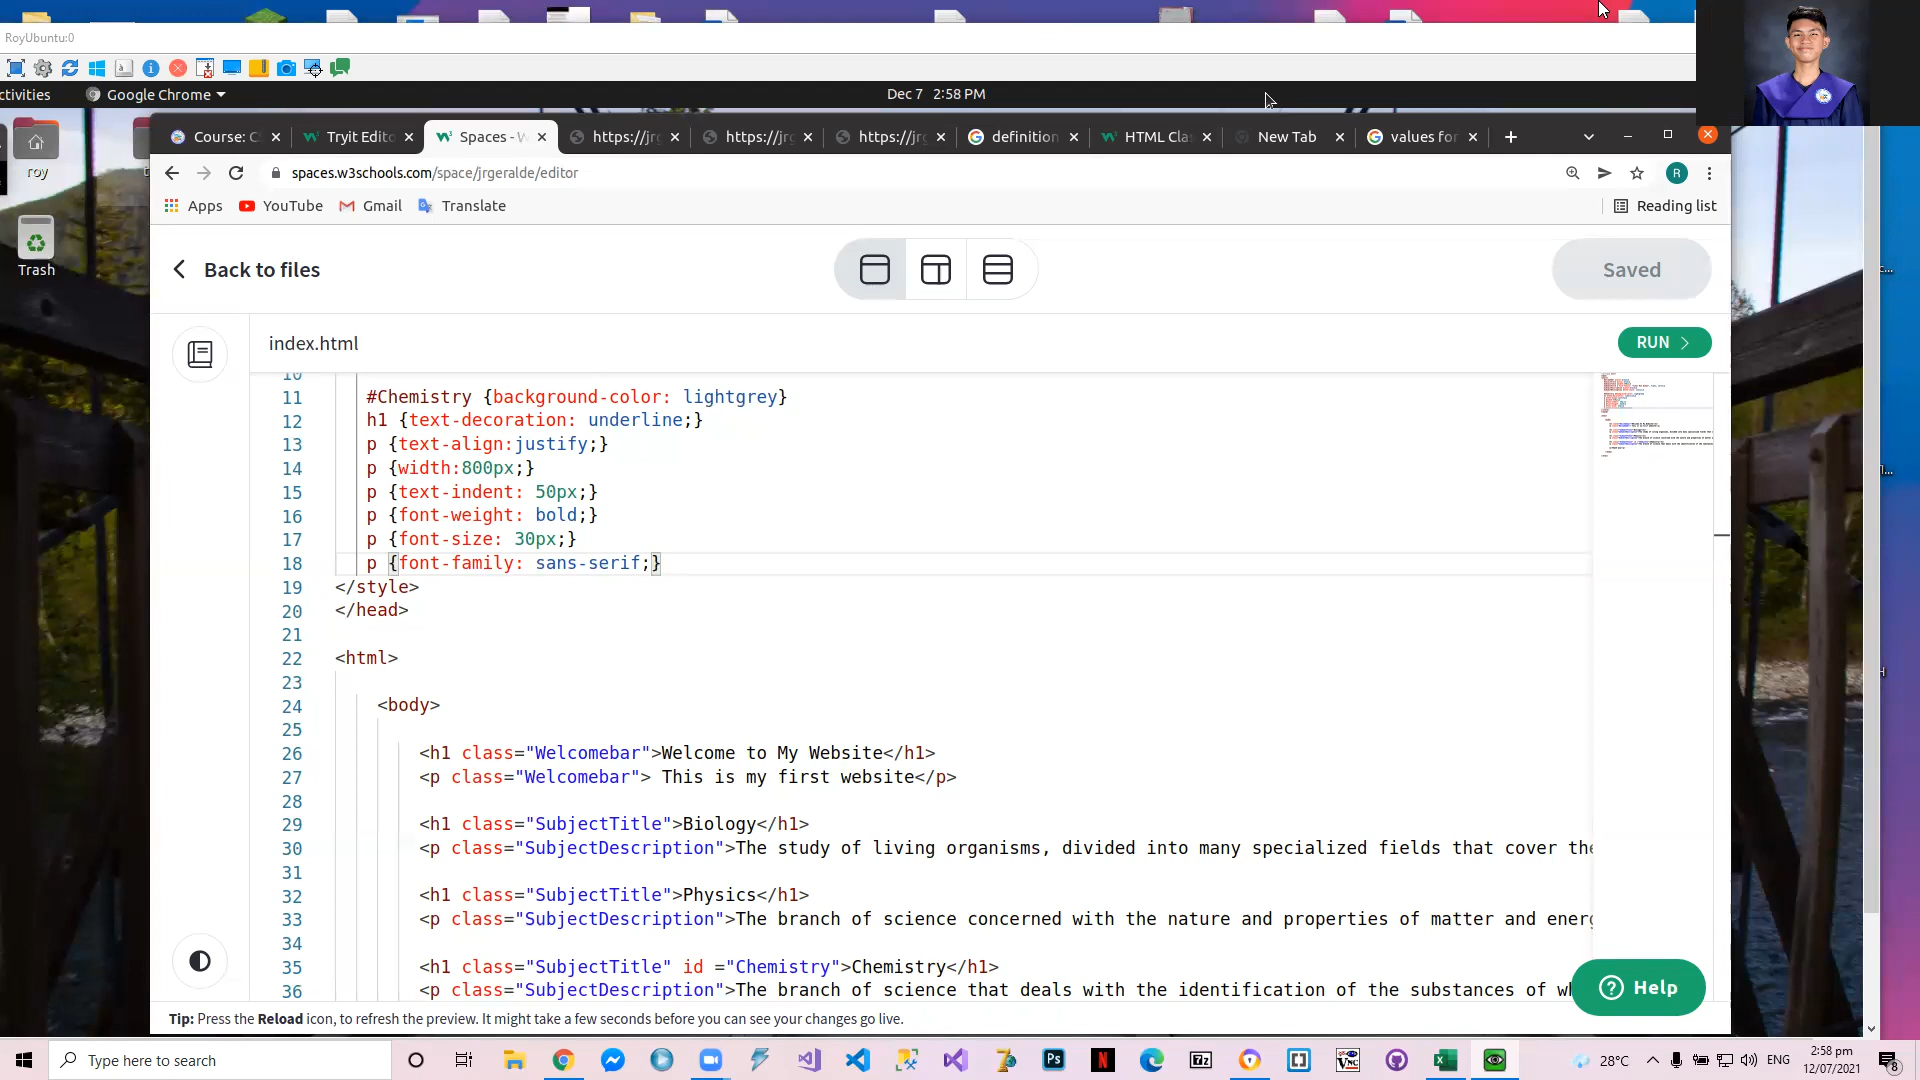 RoyUbuntu:0
ctivities
Google Chrome
Dec 7 2:58 PM
roy
Trash
Course: C
Tryit Edito
Spaces - W
https://jrg
https://jrg
https://jrg
definition
HTML Cla
New Tab
values for
spaces.w3schools.com/space/jrgeralde/editor
R
Apps
YouTube
Gmail
Translate
Reading list
Back to files
Saved
index.html
RUN
10
11 #Chemistry {background-color: lightgrey}
12 h1 {text-decoration: underline;}
13 p {text-align:justify;}
14 p {width:800px;}
15 p {text-indent: 50px;}
16 p {font-weight: bold;}
17 p {font-size: 30px;}
18 p {font-family: sans-serif;}
19 </style>
20 </head>
21
22 <html>
23
24 <body>
25
26 <h1 class="Welcomebar">Welcome to My Website</h1>
27 <p class="Welcomebar"> This is my first website</p>
28
29 <h1 class="SubjectTitle">Biology</h1>
30 <p class="SubjectDescription">The study of living organisms, divided into many specialized fields that cover the
31
32 <h1 class="SubjectTitle">Physics</h1>
33 <p class="SubjectDescription">The branch of science concerned with the nature and properties of matter and energ
34
35 <h1 class="SubjectTitle" id ="Chemistry">Chemistry</h1>
36 <p class="SubjectDescription">The branch of science that deals with the identification of the substances of wh
Help
Tip: Press the Reload icon, to refresh the preview. It might take a few seconds before you can see your changes go live.
Type here to search
28°C
ENG
2:58 pm
12/07/2021
8